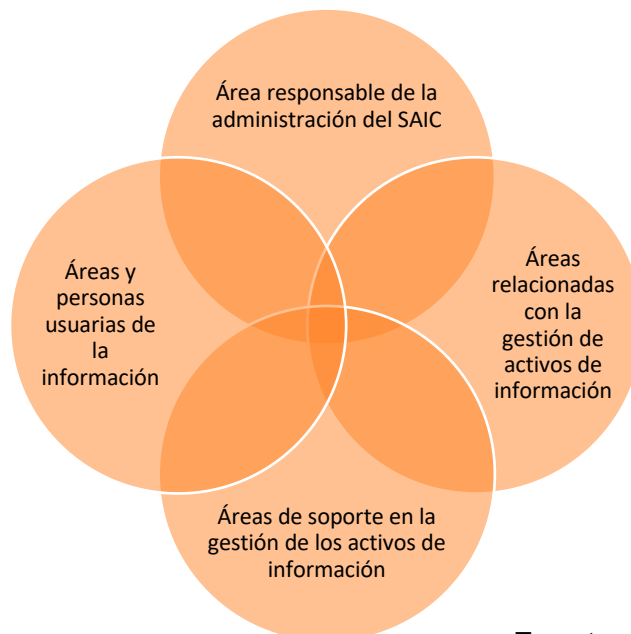 Área responsable de la
administración del SAIC
Áreas y
personas
usuarias de
la
información
Áreas
relacionadas
con la
gestión de
activos de
información
Áreas de soporte en la
gestión de los activos de
información